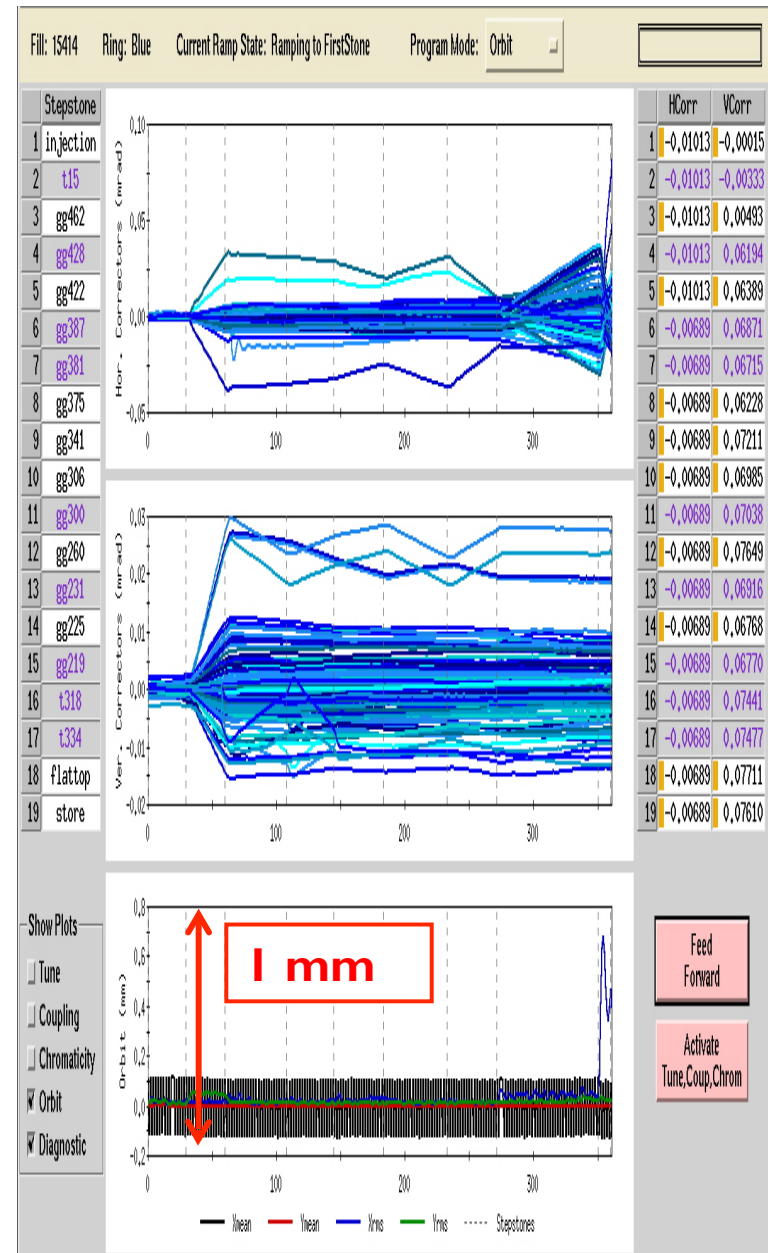 Fill: 15414 Ring: Blue Current Ramp State: Ramping to FirstStone Program Mode: Orbit
Stepstone
1 injection
2 t15
3 gg462
4 gg428
5 gg422
6 gg387
7 gg381
8 gg375
9 gg341
10 gg306
11 gg300
12 gg260
13 gg231
14 gg225
15 gg219
16 t318
17 t334
18 flattop
19 store
Hor. Correctors (mrad)
0.10
0.05
0.00
-0.05
0 100 200 300
Ver. Correctors (mrad)
0.03
0.02
0.01
0.00
-0.01
-0.02
0 100 200 300
HCorr VCorr
1 -0.01013 -0.00015
2 -0.01013 -0.00333
3 -0.01013 0.00493
4 -0.01013 0.06194
5 -0.01013 0.06389
6 -0.00689 0.06871
7 -0.00689 0.06715
8 -0.00689 0.06228
9 -0.00689 0.07211
10 -0.00689 0.06985
11 -0.00689 0.07038
12 -0.00689 0.07649
13 -0.00689 0.06916
14 -0.00689 0.06768
15 -0.00689 0.06770
16 -0.00689 0.07441
17 -0.00689 0.07477
18 -0.00689 0.07711
19 -0.00689 0.07610
Show Plots
Tune
Coupling
Chromaticity
Orbit
Diagnostic
Orbit (mm)
0.8
0.6
0.4
0.2
0.0
-0.2
1 mm
0 100 200 300
Xmean Ymean Xrms Yrms Stepstones
Feed
Forward
Activate
Tune,Coup,Chrom